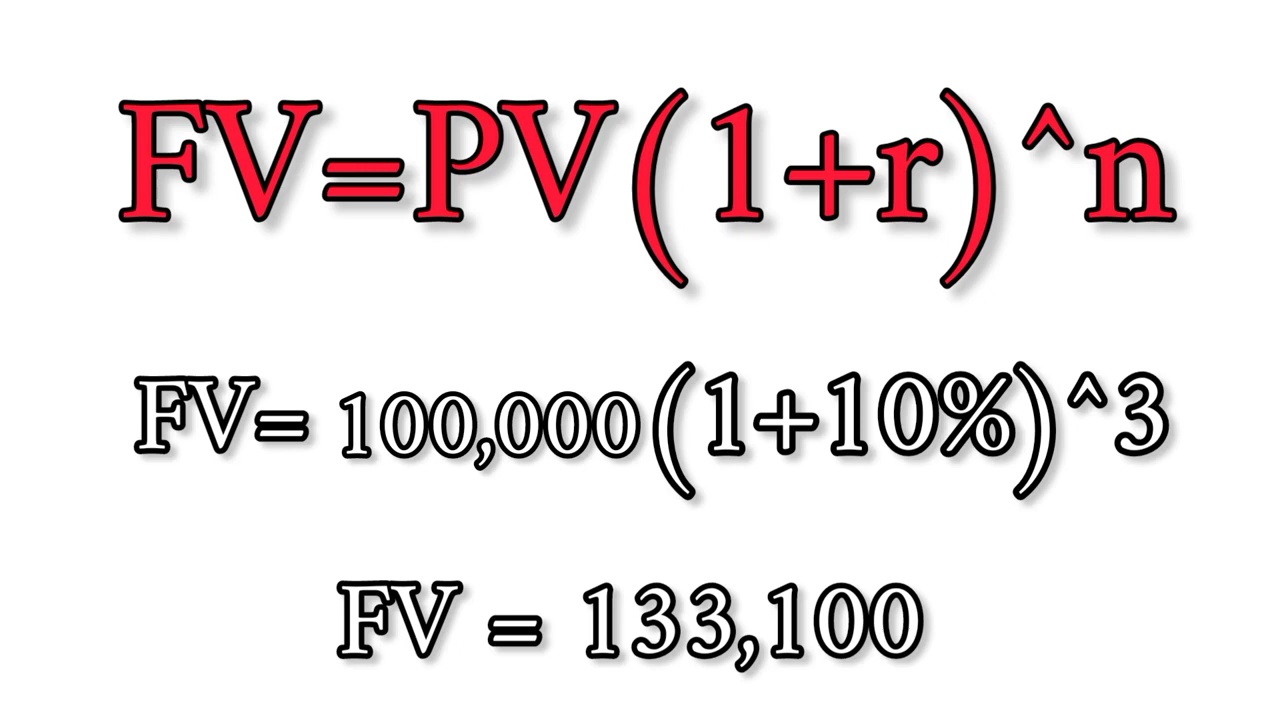 FV=PV(1+r)^n
FV= 100,000(1+10%)^3
FV = 133,100